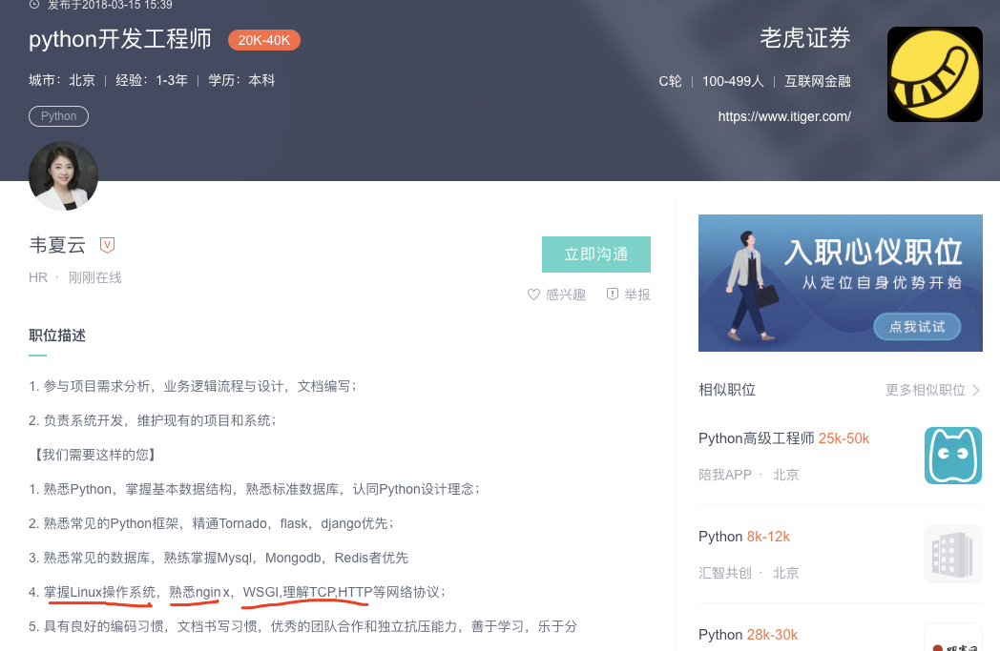 发布于2018-03-15 15:39
python开发工程师 20K-40K
城市：北京 | 经验：1-3年 | 学历：本科
Python
老虎证券
C轮 | 100-499人 | 互联网金融
https://www.itiger.com/
韦夏云 V
HR · 刚刚在线
立即沟通
感兴趣 举报
职位描述
1. 参与项目需求分析，业务逻辑流程与设计，文档编写；
2. 负责系统开发，维护现有的项目和系统；
【我们需要这样的您】
1. 熟悉Python，掌握基本数据结构，熟悉标准数据库，认同Python设计理念；
2. 熟悉常见的Python框架，精通Tornado，flask，django优先；
3. 熟悉常见的数据库，熟练掌握Mysql，Mongodb，Redis者优先
4. 掌握Linux操作系统，熟悉nginx，WSGI,理解TCP,HTTP等网络协议；
5. 具有良好的编码习惯，文档书写习惯，优秀的团队合作和独立抗压能力，善于学习，乐于分
入职心仪职位
从定位自身优势开始
点我试试
相似职位 更多相似职位
Python高级工程师 25k-50k
陪我APP · 北京
Python 8k-12k
汇智共创 · 北京
Python 28k-30k